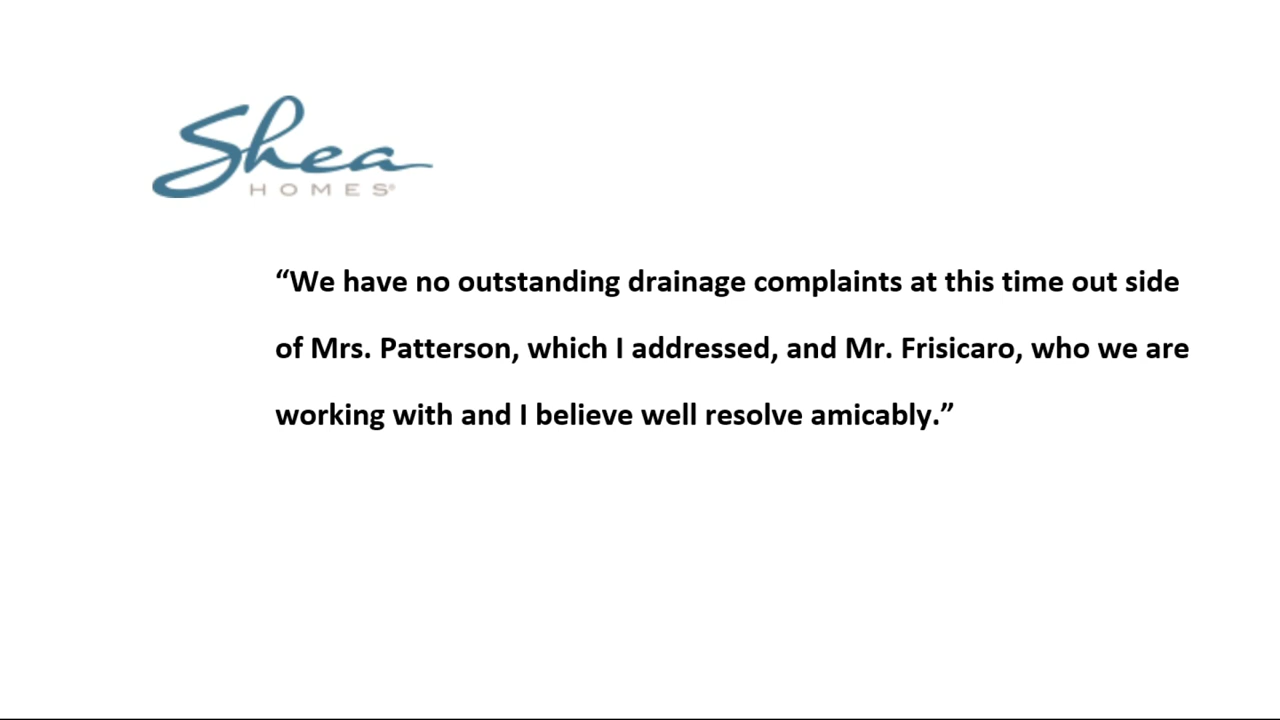 Shea
HOMES®
“We have no outstanding drainage complaints at this time out side
of Mrs. Patterson, which I addressed, and Mr. Frisicaro, who we are
working with and I believe well resolve amicably.”